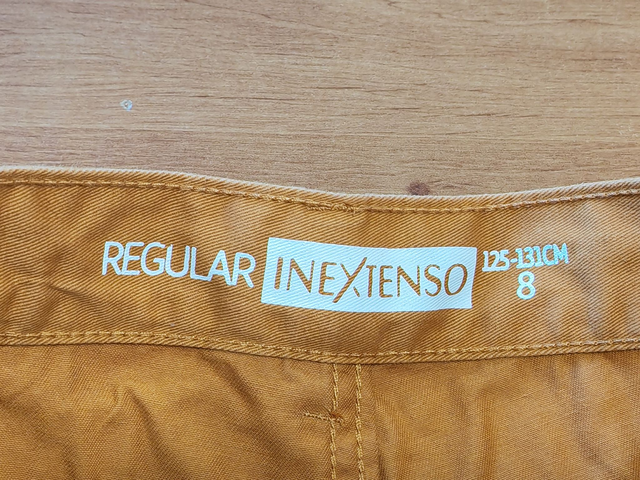 REGULAR INEXTENSO 125-131CM
8